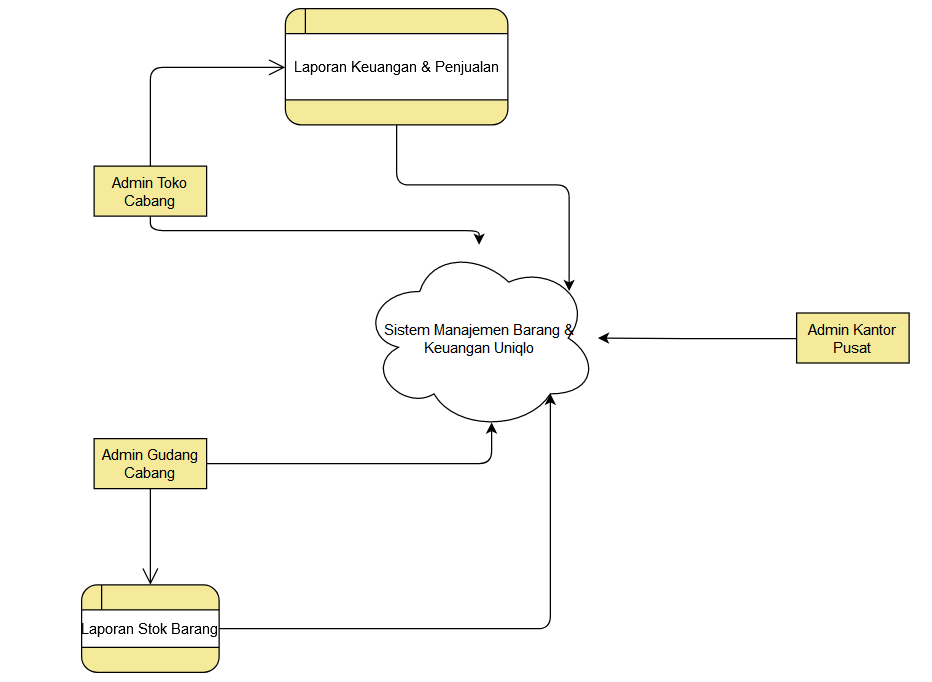 Laporan Keuangan & Penjualan
Admin Toko
Cabang
Sistem Manajemen Barang &
Keuangan Uniqlo
Admin Kantor
Pusat
Admin Gudang
Cabang
Laporan Stok Barang